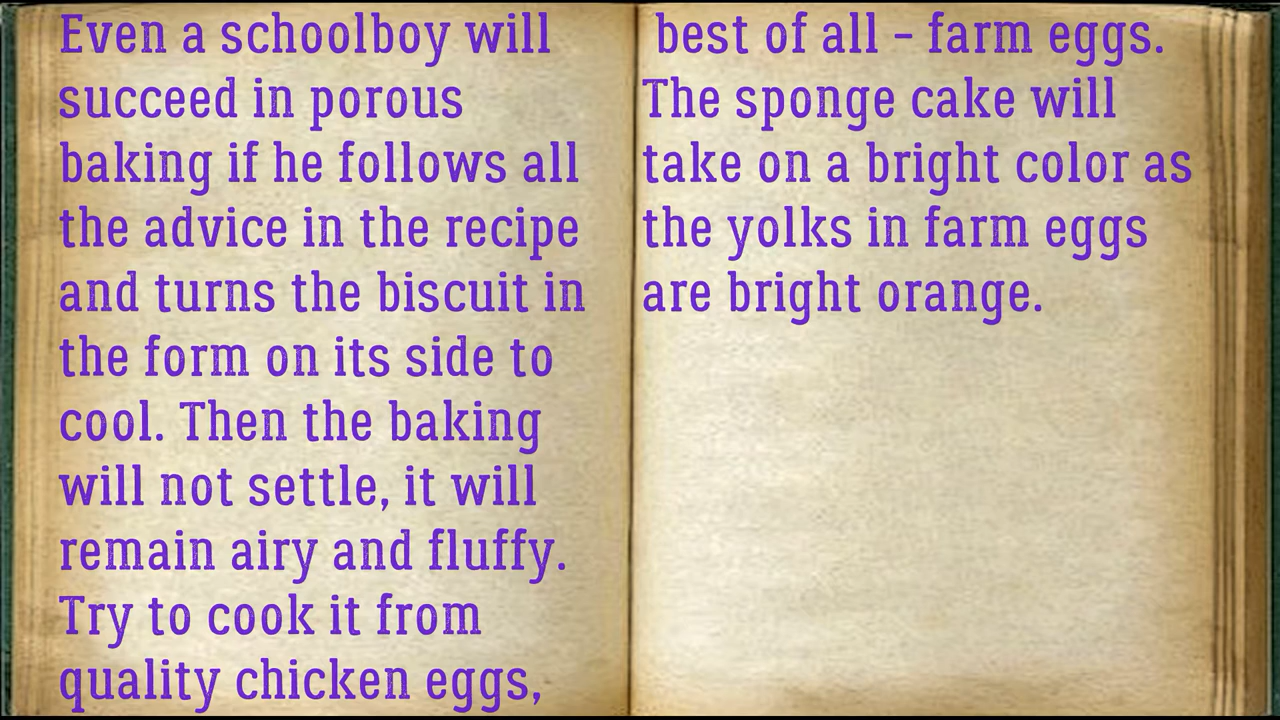 Even a schoolboy will
succeed in porous
baking if he follows all
the advice in the recipe
and turns the biscuit in
the form on its side to
cool. Then the baking
will not settle, it will
remain airy and fluffy.
Try to cook it from
quality chicken eggs,
best of all - farm eggs.
The sponge cake will
take on a bright color as
the yolks in farm eggs
are bright orange.